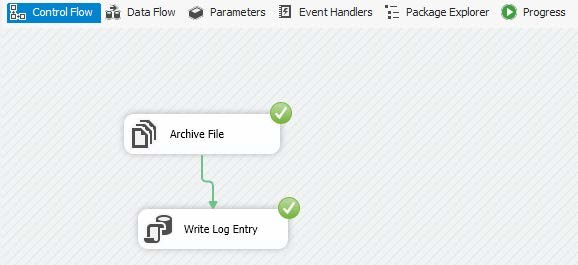 Control Flow Data Flow Parameters Event Handlers Package Explorer Progress
Archive File
Write Log Entry